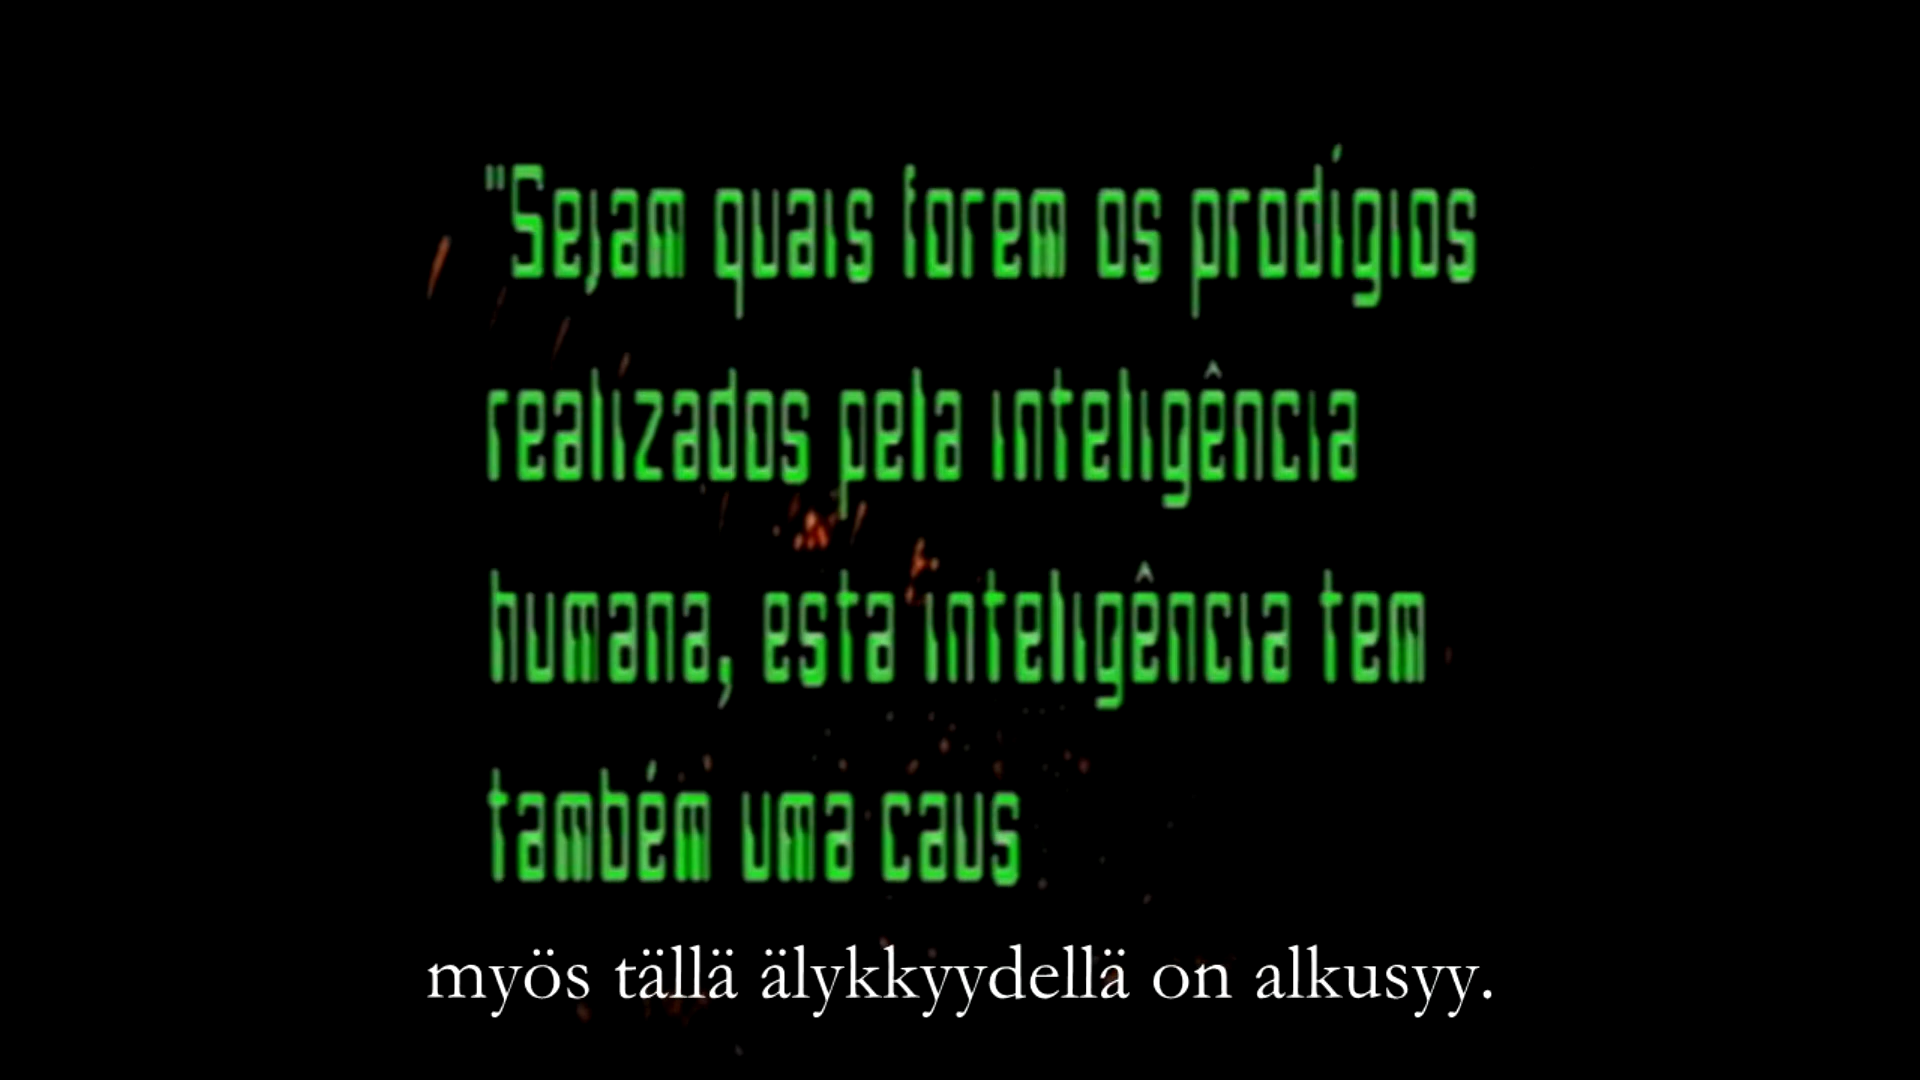 "Sejam quais forem os prodígios
realizados pela inteligência
humana, esta inteligência tem
também uma caus
myös tällä älykkyydellä on alkusyy.